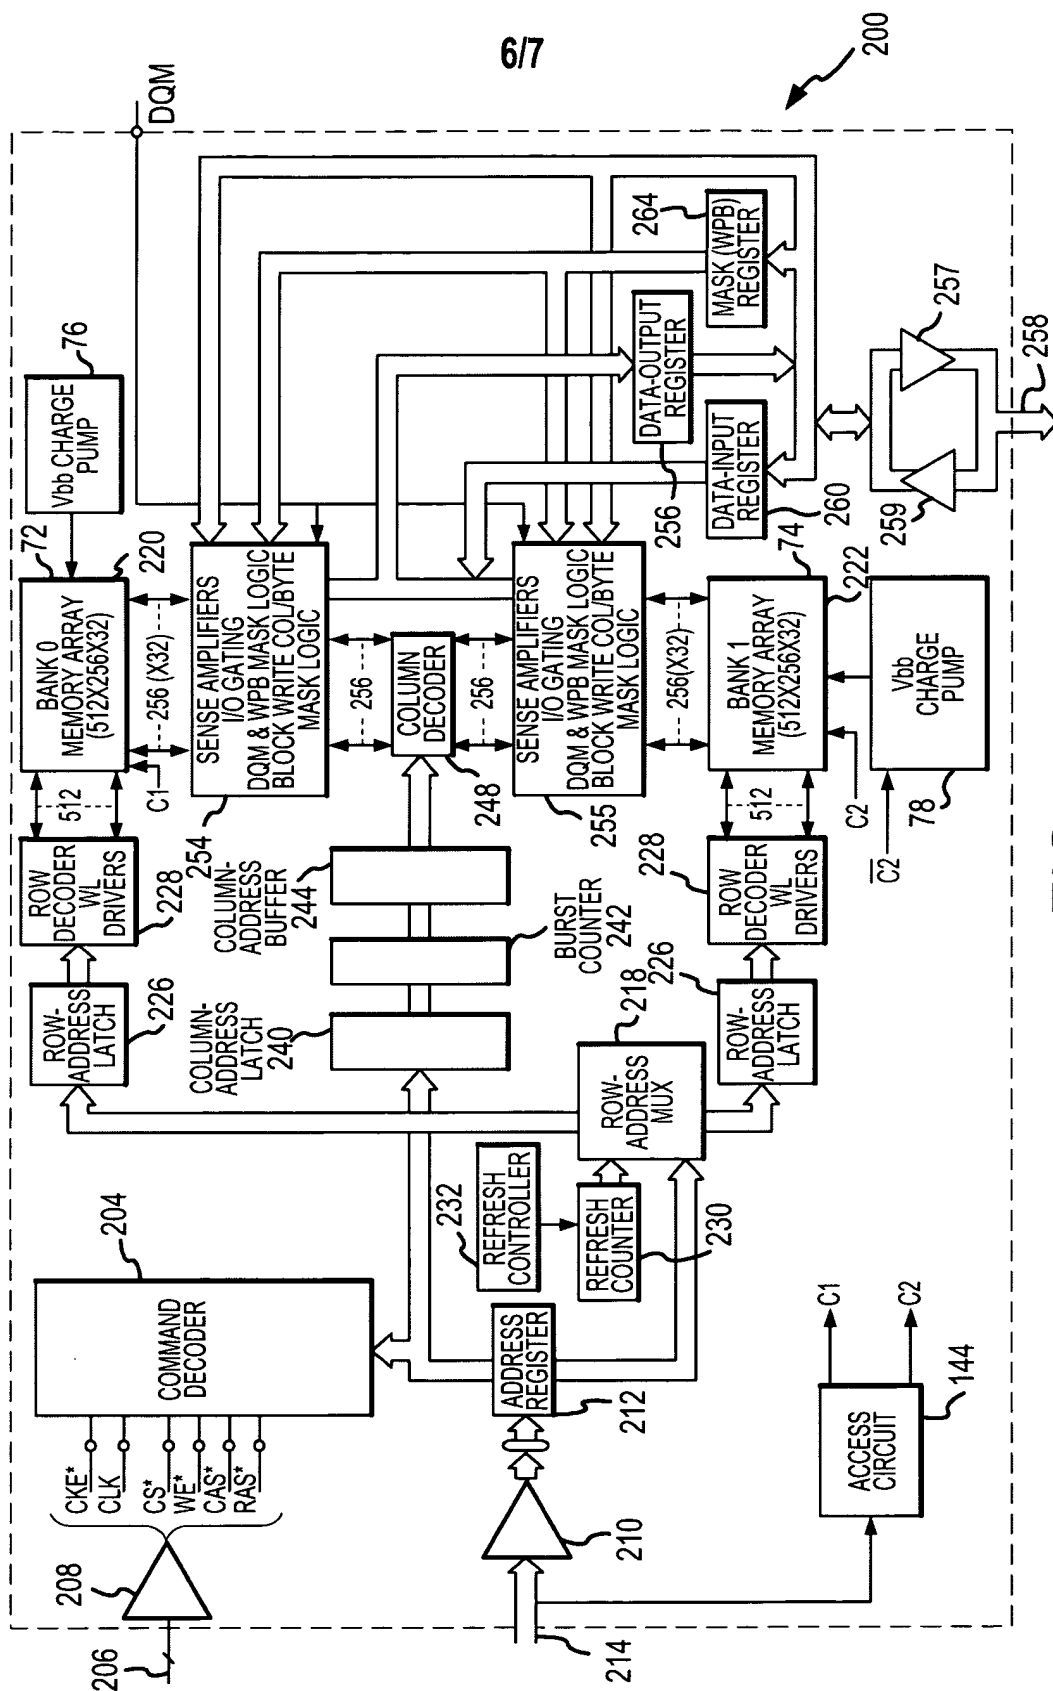 6/7
200
DQM
76
Vbb CHARGE
PUMP
72
220
BANK 0
MEMORY ARRAY
(512X256X32)
256 (X32)
C1
512
ROW
DECODER
WL
DRIVERS
228
ROW-
ADDRESS
LATCH
226
SENSE AMPLIFIERS
I/O GATING
DQM & WPB MASK LOGIC
BLOCK WRITE COL/BYTE
MASK LOGIC
254
256
COLUMN
DECODER
248
256
SENSE AMPLIFIERS
I/O GATING
DQM & WPB MASK LOGIC
BLOCK WRITE COL/BYTE
MASK LOGIC
255
256(X32)
74
222
BANK 1
MEMORY ARRAY
(512X256X32)
C2
512
Vbb
CHARGE
PUMP
78
C2
ROW
DECODER
WL
DRIVERS
228
ROW-
ADDRESS
LATCH
226
218
ROW-
ADDRESS
MUX
COLUMN-
ADDRESS
BUFFER
244
BURST
COUNTER
242
COLUMN-
ADDRESS
LATCH
240
264
MASK (WPB)
REGISTER
DATA-OUTPUT
REGISTER
256
DATA-INPUT
REGISTER
260
257
259
258
204
COMMAND
DECODER
CKE*
CLK
CS*
WE*
CAS*
RAS*
208
206
232
REFRESH
CONTROLLER
REFRESH
COUNTER
230
ADDRESS
REGISTER
212
210
214
ACCESS
CIRCUIT
144
C1
C2